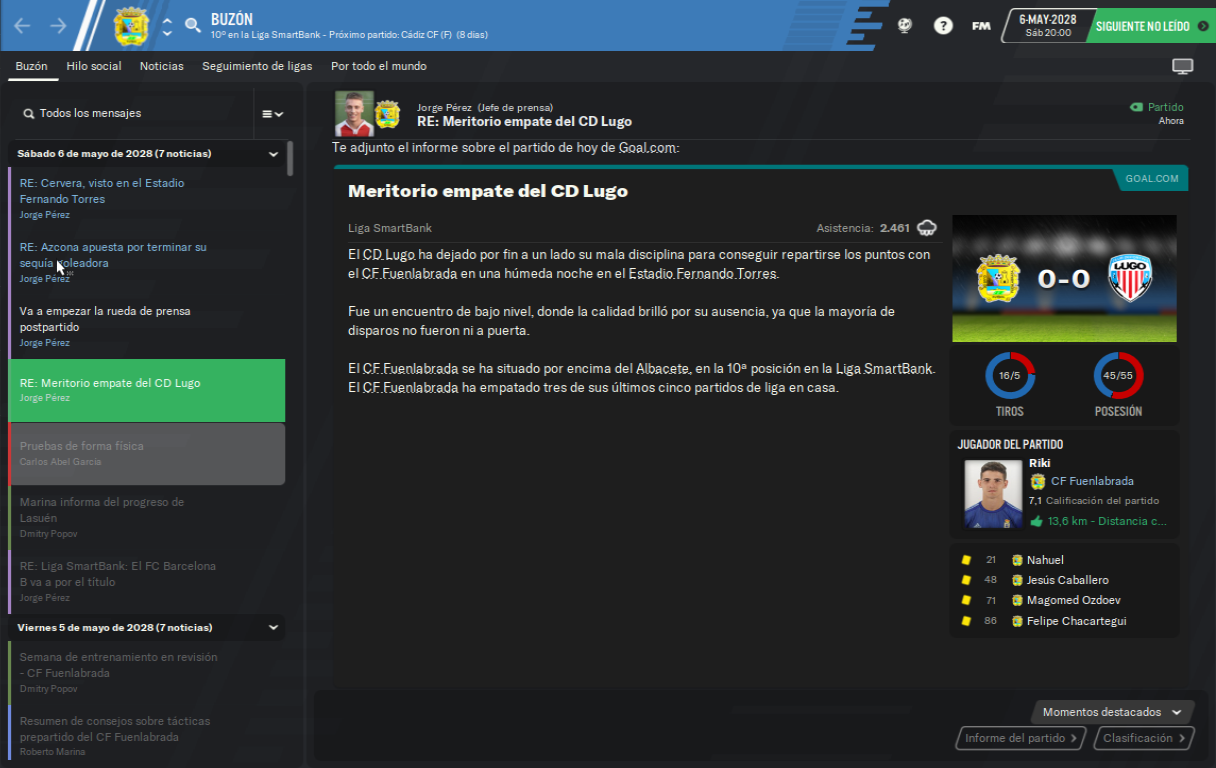 BUZÓN
10º en la Liga SmartBank - Próximo partido: Cádiz CF (F) (8 días)
FM
6-MAY-2028
Sáb 20:00
SIGUIENTE NO LEÍDO
Buzón
Hilo social
Noticias
Seguimiento de ligas
Por todo el mundo
Todos los mensajes
Sábado 6 de mayo de 2028 (7 noticias)
RE: Cervera, visto en el Estadio
Fernando Torres
Jorge Pérez
RE: Azcona apuesta por terminar su
sequía goleadora
Jorge Pérez
Va a empezar la rueda de prensa
postpartido
Jorge Pérez
RE: Meritorio empate del CD Lugo
Jorge Pérez
Pruebas de forma física
Carlos Abel García
Marina informa del progreso de
Lasuén
Dmitry Popov
RE: Liga SmartBank: El FC Barcelona
B va a por el título
Jorge Pérez
Viernes 5 de mayo de 2028 (7 noticias)
Semana de entrenamiento en revisión
- CF Fuenlabrada
Dmitry Popov
Resumen de consejos sobre tácticas
prepartido del CF Fuenlabrada
Roberto Marina
Jorge Pérez (Jefe de prensa)
RE: Meritorio empate del CD Lugo
Partido
Ahora
Te adjunto el informe sobre el partido de hoy de Goal.com:
GOAL.COM
Meritorio empate del CD Lugo
Liga SmartBank
Asistencia: 2.461
El CD Lugo ha dejado por fin a un lado su mala disciplina para conseguir repartirse los puntos con
el CF Fuenlabrada en una húmeda noche en el Estadio Fernando Torres.
Fue un encuentro de bajo nivel, donde la calidad brilló por su ausencia, ya que la mayoría de
disparos no fueron ni a puerta.
El CF Fuenlabrada se ha situado por encima del Albacete, en la 10ª posición en la Liga SmartBank.
El CF Fuenlabrada ha empatado tres de sus últimos cinco partidos de liga en casa.
0-0
LUGO
16/5
TIROS
45/55
POSESIÓN
JUGADOR DEL PARTIDO
Riki
CF Fuenlabrada
7,1 Calificación del partido
13,6 km - Distancia c...
21 Nahuel
48 Jesús Caballero
71 Magomed Ozdoev
86 Felipe Chacartegui
Momentos destacados
Informe del partido
Clasificación